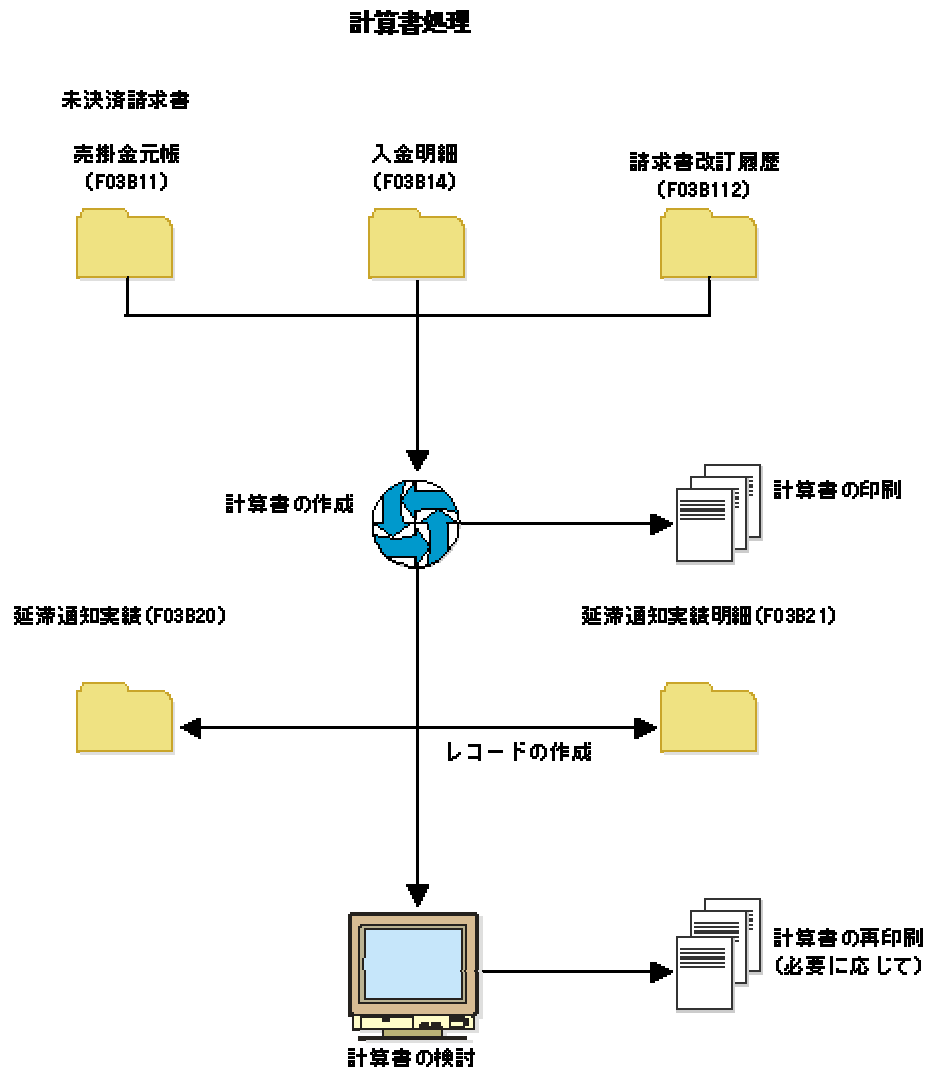 計算書処理
未決済請求書
売掛金元帳
(F03B11)
入金明細
(F03B14)
請求書改訂履歴
(F03B112)
計算書の作成
計算書の印刷
延滞通知実績(F03B20)
延滞通知実績明細(F03B21)
レコードの作成
計算書の再印刷
(必要に応じて)
計算書の検討